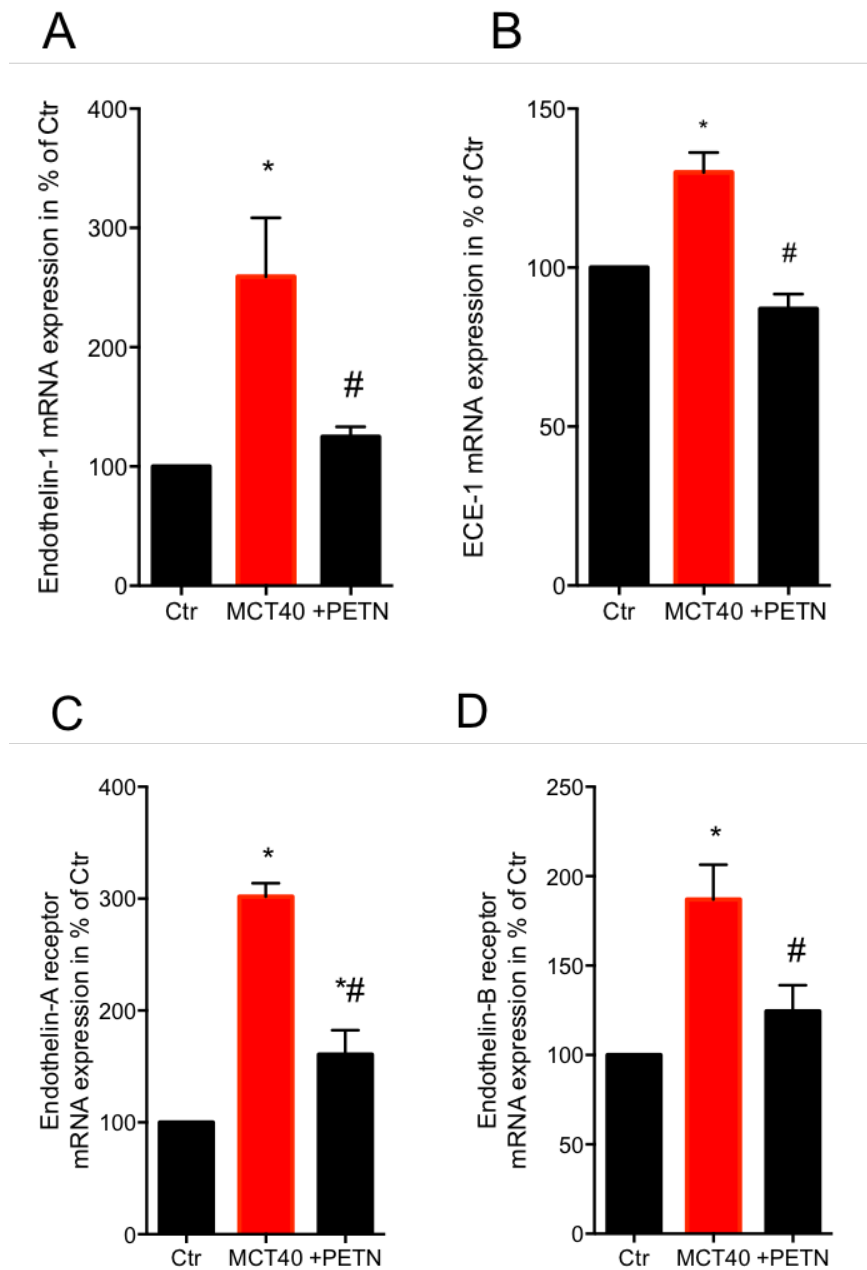 A
Endothelin-1 mRNA expression in % of Ctr
400
300
200
100
0
*
#
Ctr MCT40 +PETN
B
ECE-1 mRNA expression in % of Ctr
150
100
50
0
*
#
Ctr MCT40 +PETN
C
Endothelin-A receptor
mRNA expression in % of Ctr
400
300
200
100
0
*
*#
Ctr MCT40 +PETN
D
Endothelin-B receptor
mRNA expression in % of Ctr
250
200
150
100
50
0
*
#
Ctr MCT40 +PETN